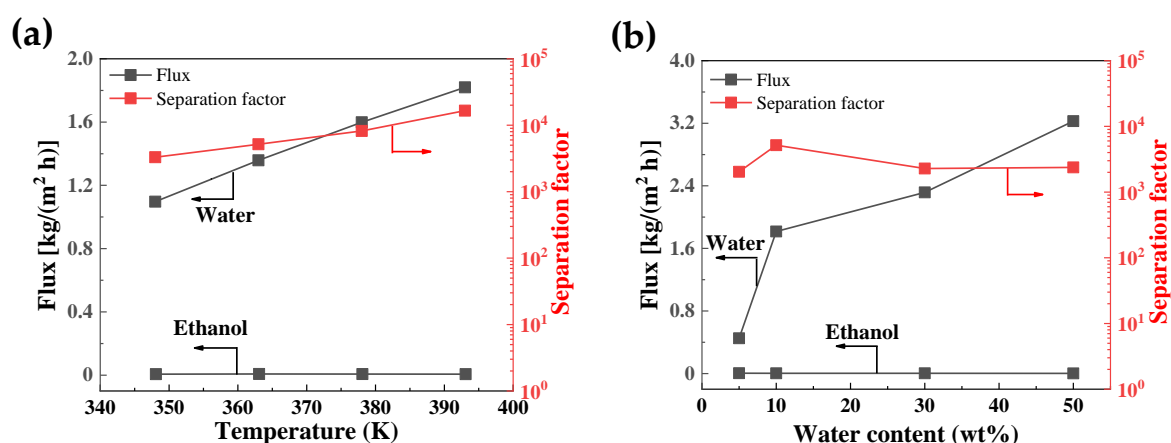 (a)
Flux [kg/(m² h)]
2.0
1.6
1.2
0.8
0.4
0
Flux
Separation factor
Water
Ethanol
340 350 360 370 380 390 400
Temperature (K)
10⁵
10⁴
10³
10²
10¹
10⁰
Separation factor
(b)
Flux [kg/(m² h)]
4.0
3.2
2.4
1.6
0.8
0.0
Flux
Separation factor
Water
Ethanol
0 10 20 30 40 50
Water content (wt%)
10⁵
10⁴
10³
10²
10¹
10⁰
Separation factor